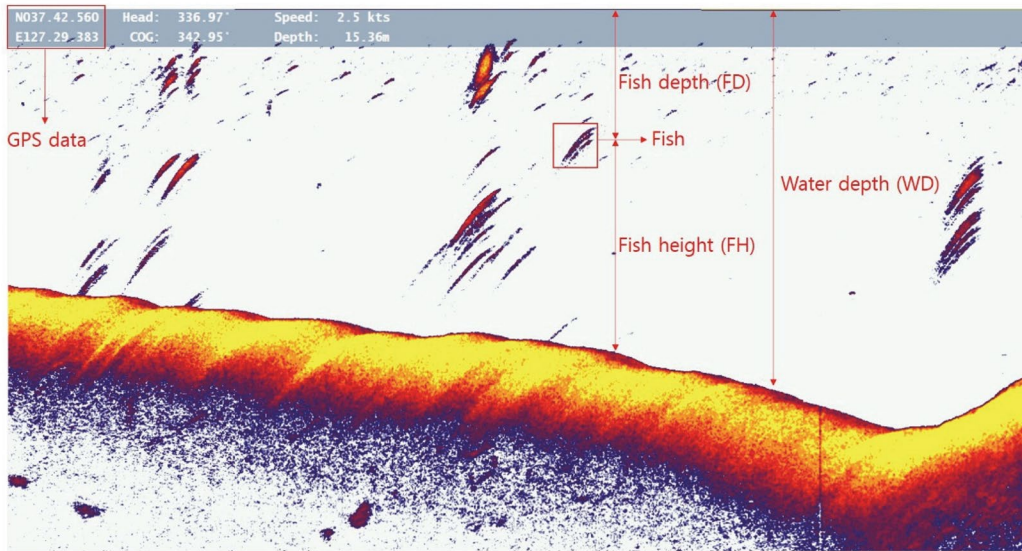 NO37.42.560 Head: 336.97° Speed: 2.5 kts
E127.29.383 COG: 342.95° Depth: 15.36m
Fish depth (FD)
GPS data
Fish
Water depth (WD)
Fish height (FH)